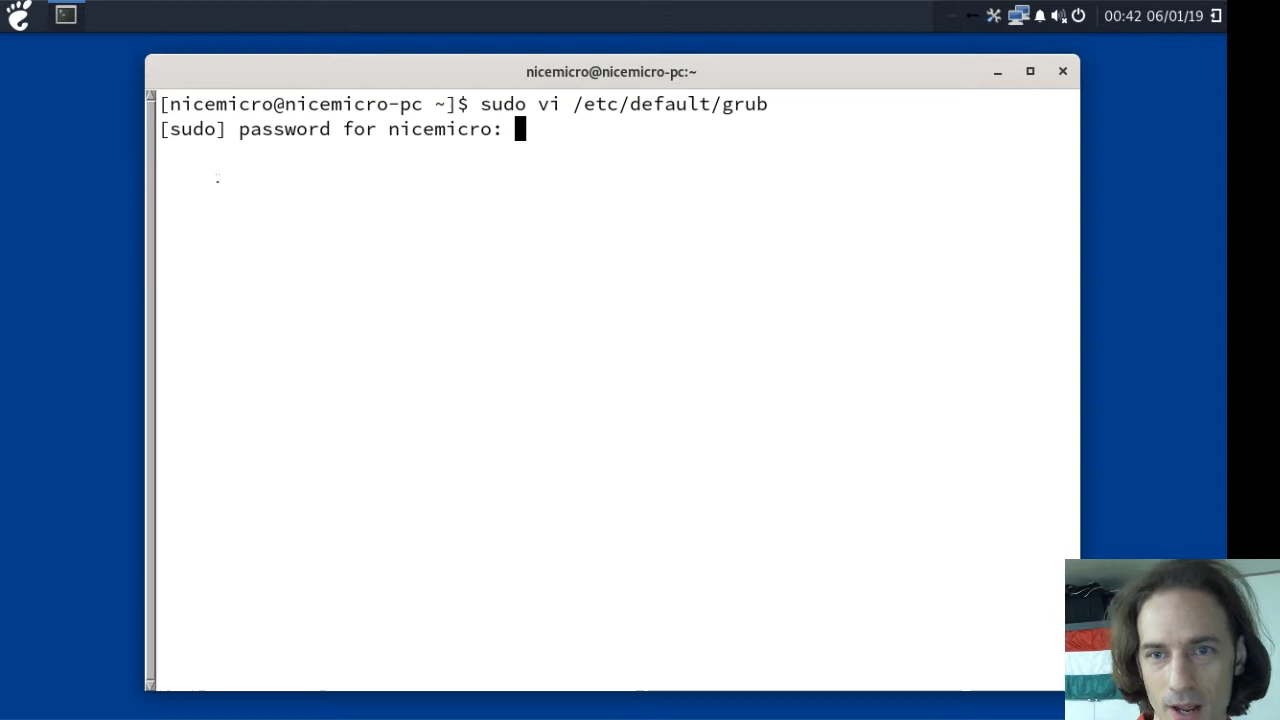 00:42 06/01/19
nicemicro@nicemicro-pc:~
[nicemicro@nicemicro-pc ~]$ sudo vi /etc/default/grub
[sudo] password for nicemicro: